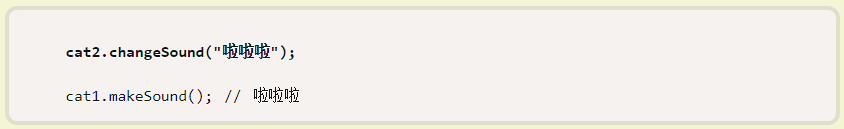 cat2.changeSound("啦啦啦");
cat1.makeSound(); // 啦啦啦